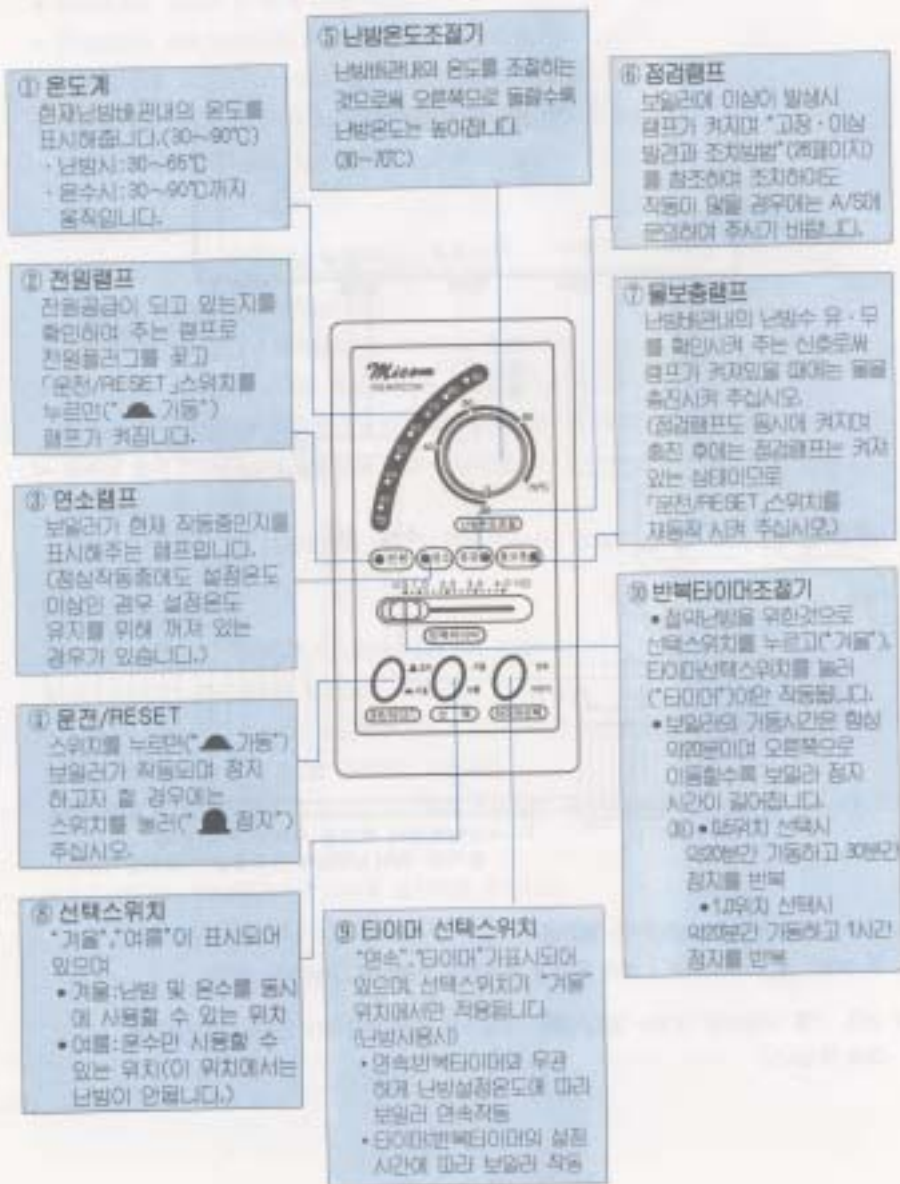 ① 온도계
현재난방배관내의 온도를
표시해줍니다.(30~90℃)
· 난방시:30~65℃
· 온수시:30~90℃까지
움직입니다.
② 전원램프
전원공급이 되고 있는지를
확인하여 주는 램프로
전원플러그를 꽂고
「운전/RESET」스위치를
누르면(" 가동")
램프가 켜집니다.
③ 연소램프
보일러가 현재 작동중인지를
표시해주는 램프입니다.
(정상작동중에도 설정온도
이상인 경우 설정온도
유지를 위해 꺼져 있는
경우가 있습니다.)
운전/RESET
스위치를 누르면(" 가동")
보일러가 작동되며 정지
하고자 할 경우에는
스위치를 눌러(" 정지")
주십시오.
⑧ 선택스위치
"겨울","여름"이 표시되어
있으며
• 겨울:난방 및 온수를 동시
에 사용할 수 있는 위치
• 여름:온수만 사용할 수
있는 위치(이 위치에서는
난방이 안됩니다.)
⑤ 난방온도조절기
난방배관내의 온도를 조절하는
것으로써 오른쪽으로 돌릴수록
난방온도는 높아집니다.
(30~70℃)
Micom
난방온도조절
전원
반복타이머
⑨ 타이머 선택스위치
"연속","타이머"가표시되어
있으며, 선택스위치가 "겨울"
위치에서만 적용됩니다.
(난방사용시)
• 연속:반복타이머와 무관
하게 난방설정온도에 따라
보일러 연속작동
• 타이머:반복타이머의 설정
시간에 따라 보일러 작동
⑥ 점검램프
보일러에 이상이 발생시
램프가 켜지며 "고장·이상
발견과 조치방법"(26페이지)
를 참조하여 조치하여도
작동이 않을 경우에는 A/S에
문의하여 주시기 바랍니다.
⑦ 물보충램프
난방배관내의 난방수 유·무
를 확인시켜 주는 신호로써
램프가 켜져있을 때에는 물을
충진시켜 주십시오.
(점검램프도 동시에 켜지며
충진 후에는 점검램프는 켜져
있는 상태이므로
「운전/RESET」스위치를
재동작 시켜 주십시오.)
⑩ 반복타이머조절기
• 절약난방을 위한것으로
선택스위치를 누르고("겨울"),
타이머선택스위치를 눌러
("타이머")야만 작동됩니다.
• 보일러의 가동시간은 항상
약20분이며 오른쪽으로
이동할수록 보일러 정지
시간이 길어집니다.
예) • 0.5위치 선택시
약20분간 가동하고 30분간
정지를 반복
• 1.0위치 선택시
약20분간 가동하고 1시간
정지를 반복